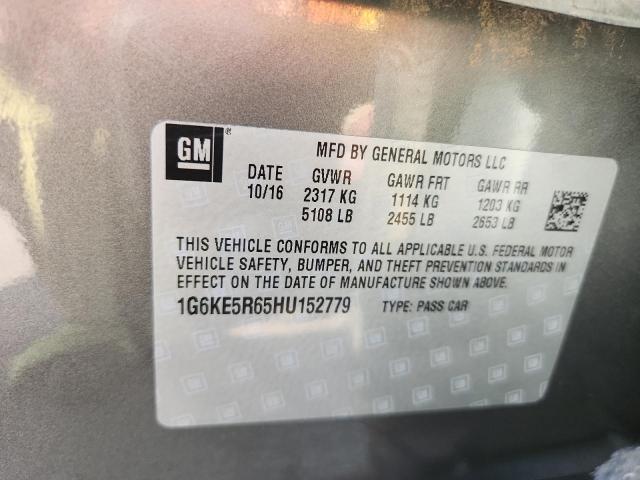 GM ®
MFD BY GENERAL MOTORS LLC
DATE GVWR GAWR FRT GAWR RR
10/16 2317 KG 1114 KG 1203 KG
5108 LB 2455 LB 2653 LB
THIS VEHICLE CONFORMS TO ALL APPLICABLE U.S. FEDERAL MOTOR
VEHICLE SAFETY, BUMPER, AND THEFT PREVENTION STANDARDS IN
EFFECT ON THE DATE OF MANUFACTURE SHOWN ABOVE.
1G6KE5R65HU152779 TYPE: PASS CAR